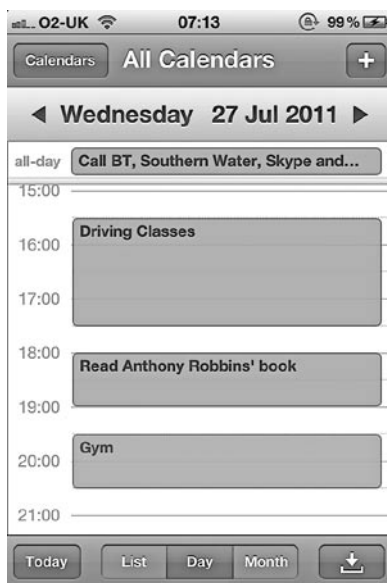 O2-UK 07:13 99%
Calendars All Calendars +
Wednesday 27 Jul 2011
all-day Call BT, Southern Water, Skype and...
15:00
Driving Classes
16:00
17:00
18:00
Read Anthony Robbins' book
19:00
Gym
20:00
21:00
Today List Day Month